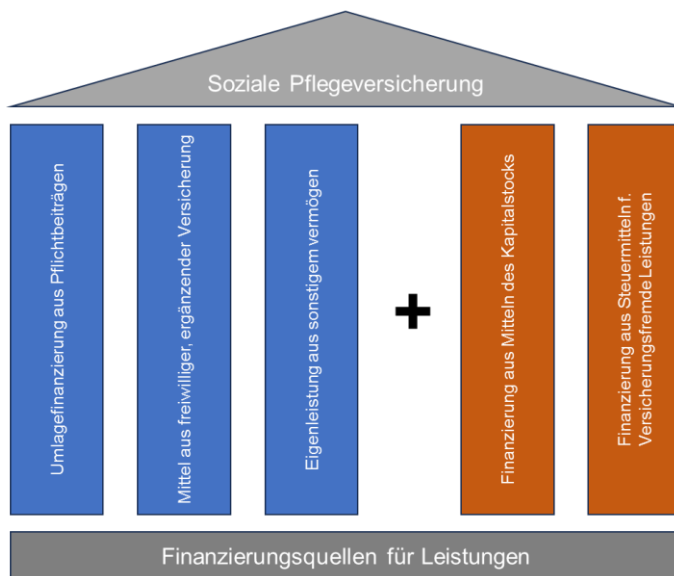 Soziale Pflegeversicherung
Umlagefinanzierung aus Pflichtbeiträgen
Mittel aus freiwilliger, ergänzender Versicherung
Eigenleistung aus sonstigem vermögen
+
Finanzierung aus Mitteln des Kapitalstocks
Finanzierung aus Steuermitteln f.
Versicherungsfremde Leistungen
Finanzierungsquellen für Leistungen